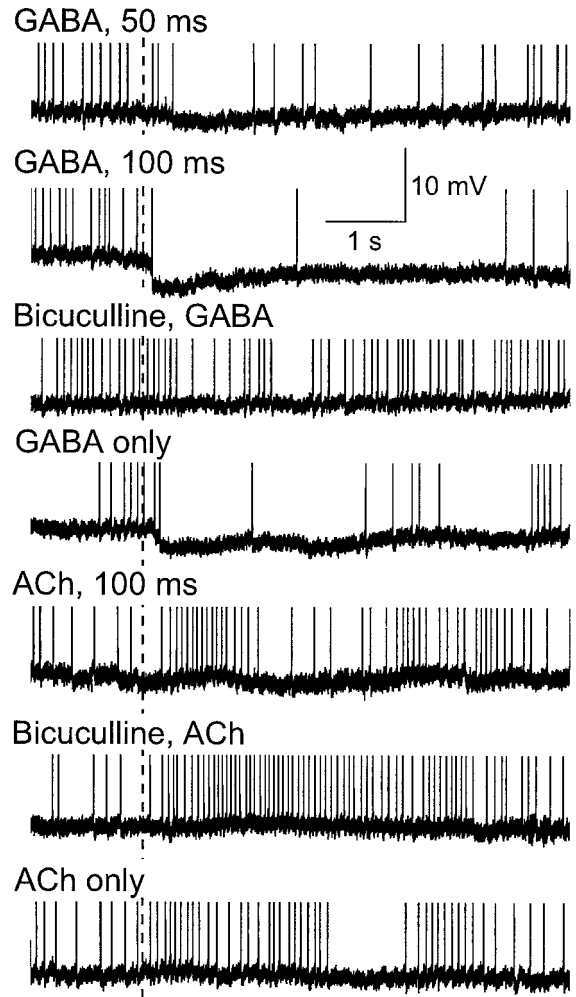 GABA, 50 ms
GABA, 100 ms
10 mV
1 s
Bicuculline, GABA
GABA only
ACh, 100 ms
Bicuculline, ACh
ACh only